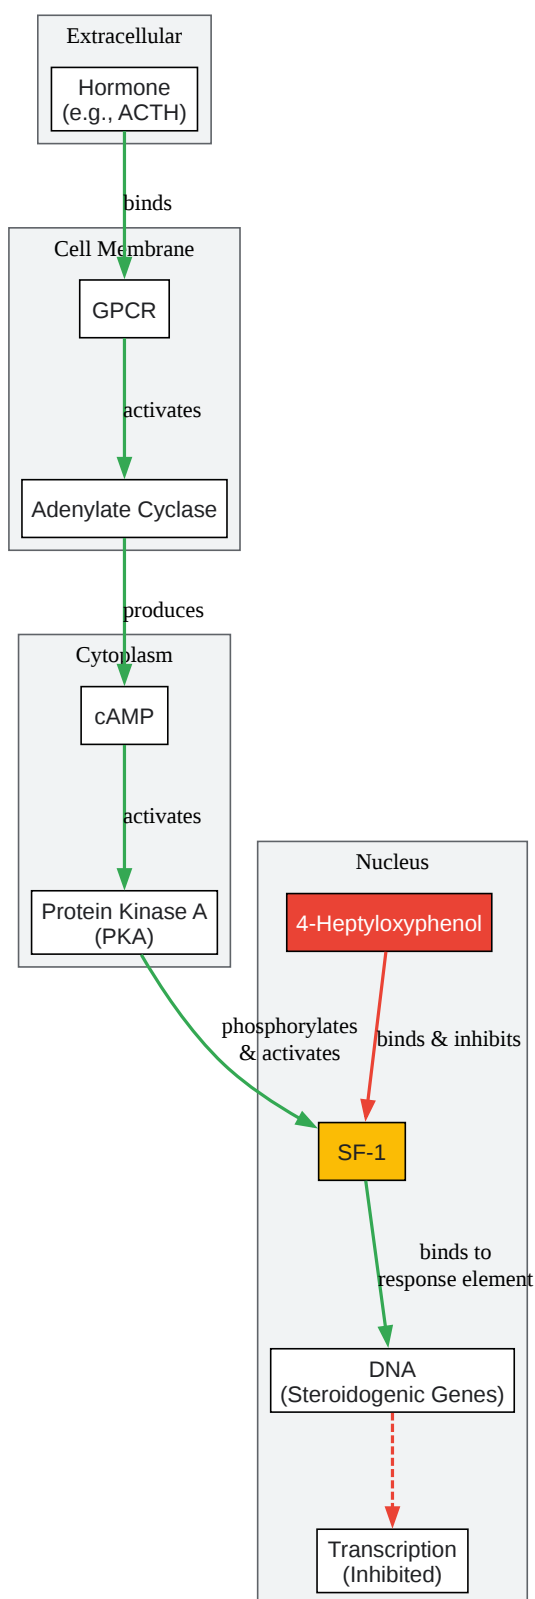 Extracellular
Hormone
(e.g., ACTH)
binds
Cell Membrane
GPCR
activates
Adenylate Cyclase
produces
Cytoplasm
cAMP
activates
Protein Kinase A
(PKA)
Nucleus
4-Heptyloxyphenol
phosphorylates
& activates
binds & inhibits
SF-1
binds to
response element
DNA
(Steroidogenic Genes)
Transcription
(Inhibited)